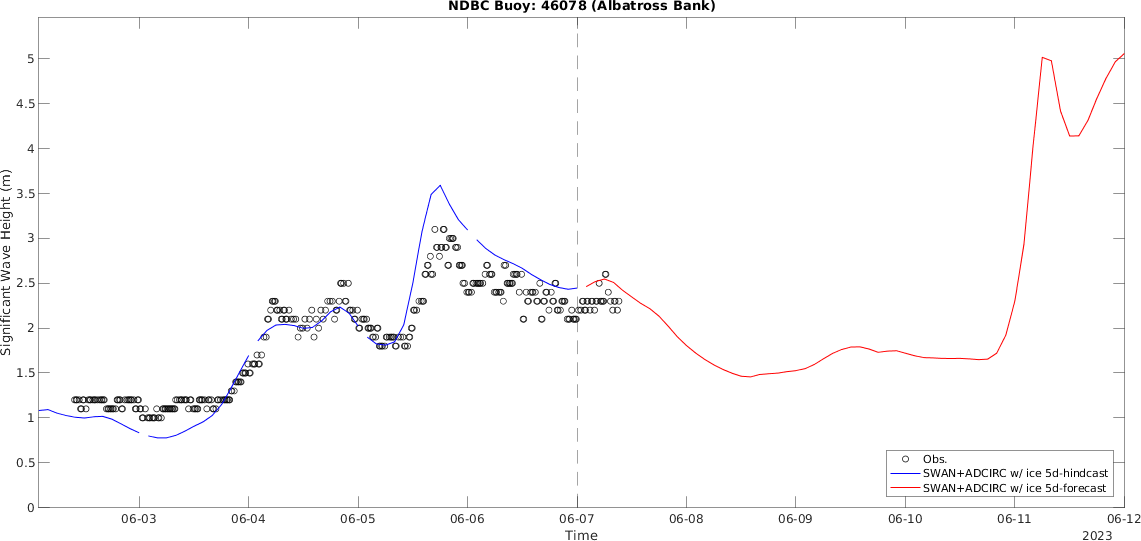 NDBC Buoy: 46078 (Albatross Bank)
5
4.5
4
3.5
3
2.5
2
1.5
1
0.5
0
Significant Wave Height (m)
Obs.
SWAN+ADCIRC w/ ice 5d-hindcast
SWAN+ADCIRC w/ ice 5d-forecast
06-03 06-04 06-05 06-06 06-07 06-08 06-09 06-10 06-11 06-12
Time
2023